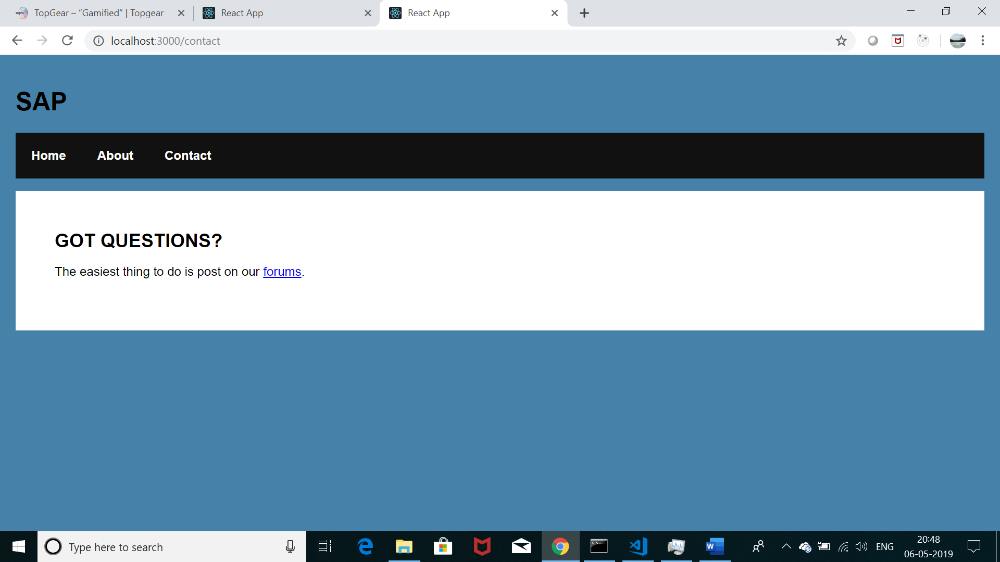 TopGear – “Gamified” | Topgear
React App
React App
localhost:3000/contact
SAP
Home About Contact
GOT QUESTIONS?
The easiest thing to do is post on our forums.
Type here to search
ENG
20:48
06-05-2019